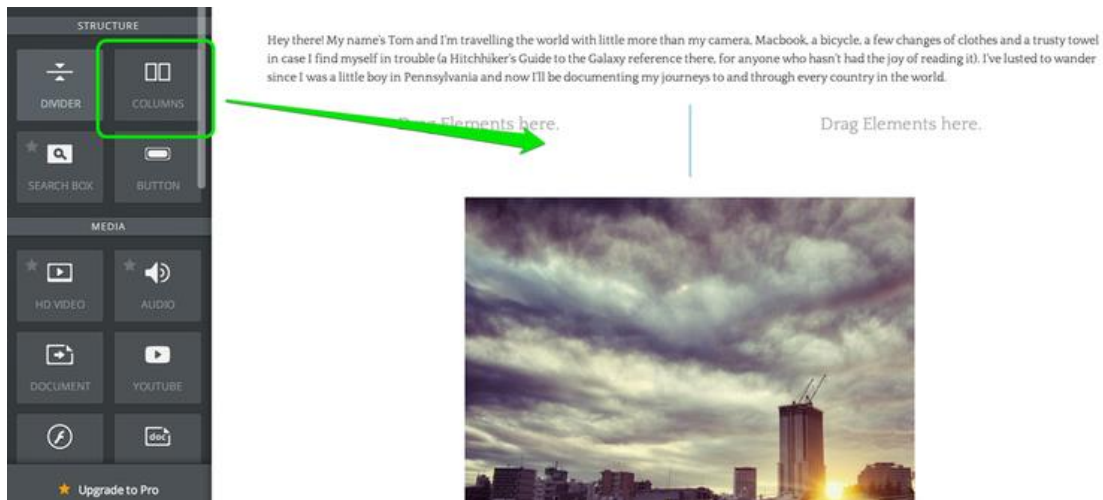 STRUCTURE
DIVIDER
COLUMNS
SEARCH BOX
BUTTON
MEDIA
HD VIDEO
AUDIO
DOCUMENT
YOUTUBE
doc
Upgrade to Pro
Hey there! My name's Tom and I'm travelling the world with little more than my camera, Macbook, a bicycle, a few changes of clothes and a trusty towel
in case I find myself in trouble (a Hitchhiker's Guide to the Galaxy reference there, for anyone who hasn't had the joy of reading it). I've lusted to wander
since I was a little boy in Pennsylvania and now I'll be documenting my journeys to and through every country in the world.
Drag Elements here.
Drag Elements here.